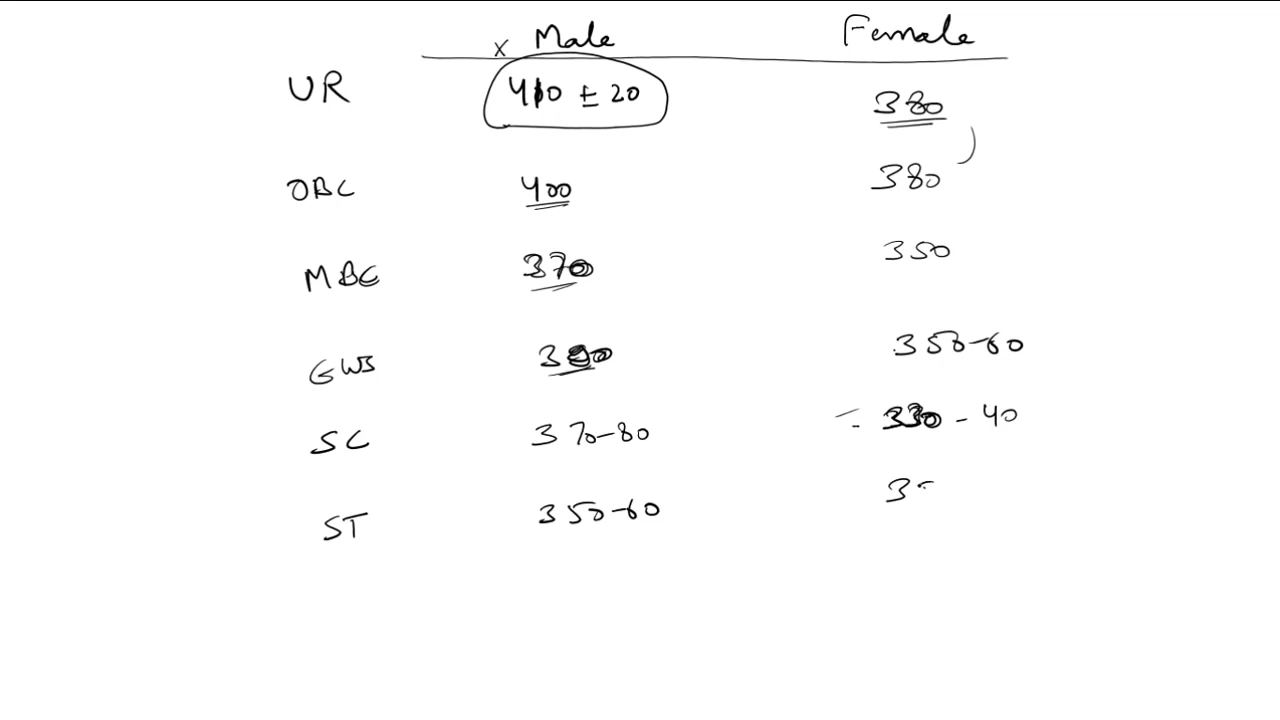 x Male Female
UR 410 ± 20 380
OBC 400 380
MBC 370 350
EWS 350-60
SC 370-80 330 - 40
ST 350-60 3